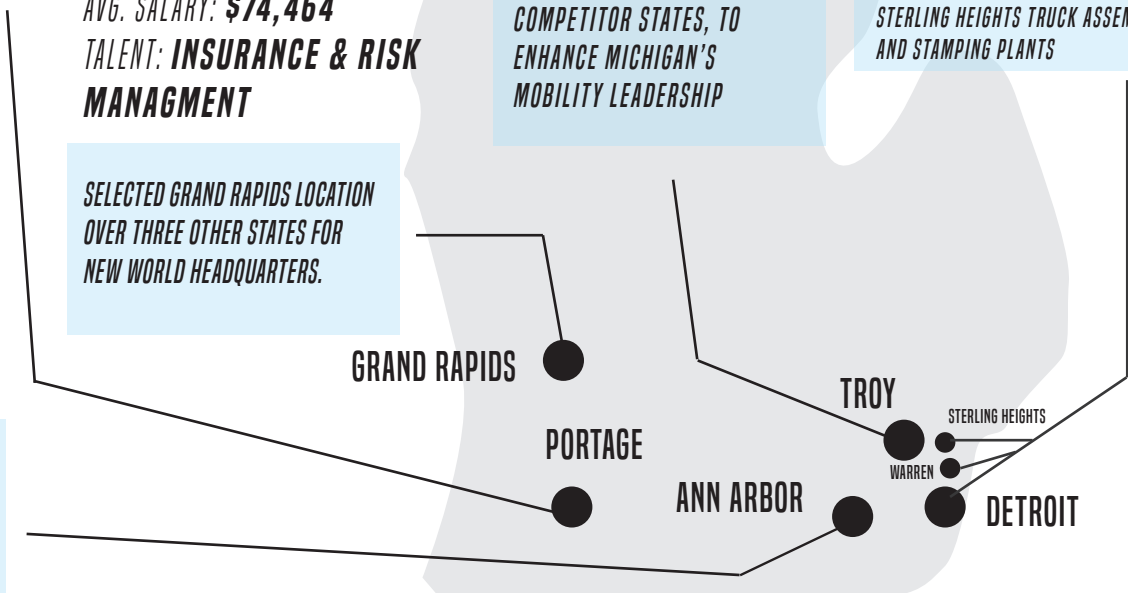 AVG. SALARY: $74,464
TALENT: INSURANCE & RISK
MANAGMENT
SELECTED GRAND RAPIDS LOCATION
OVER THREE OTHER STATES FOR
NEW WORLD HEADQUARTERS.
COMPETITOR STATES, TO
ENHANCE MICHIGAN'S
MOBILITY LEADERSHIP
STERLING HEIGHTS TRUCK
AND STAMPING PLANTS
GRAND RAPIDS
TROY
STERLING HEIGHTS
PORTAGE
WARREN
ANN ARBOR
DETROIT